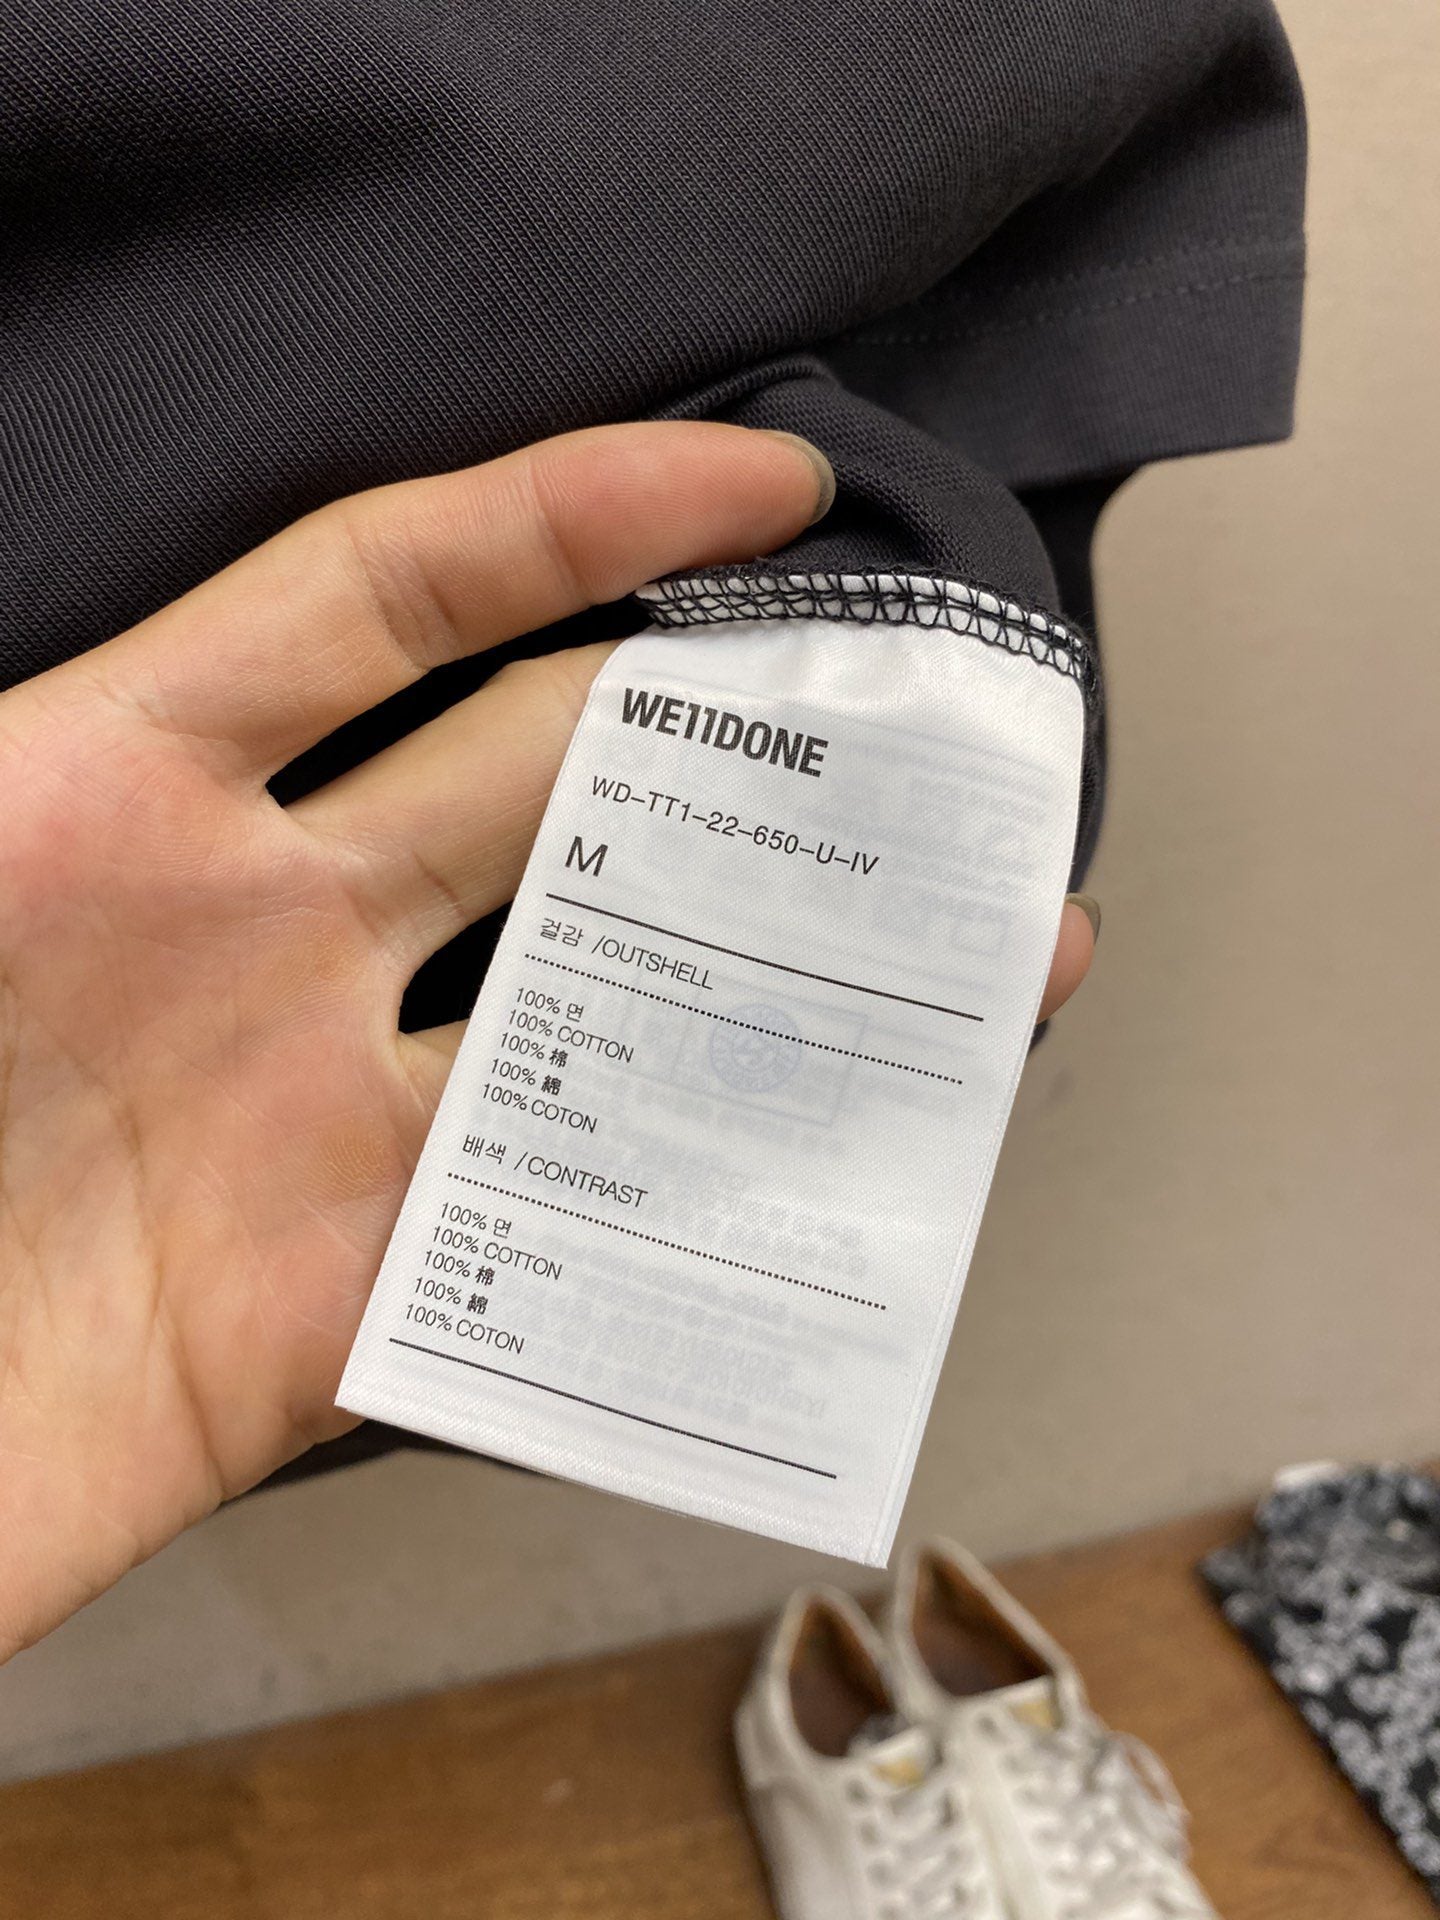 WE11DONE
WD-TT1-22-650-U-IV
M
겉감 /OUTSHELL
100% 면
100% COTTON
100% 棉
100% 綿
100% COTON
배색 /CONTRAST
100% 면
100% COTTON
100% 棉
100% 綿
100% COTON